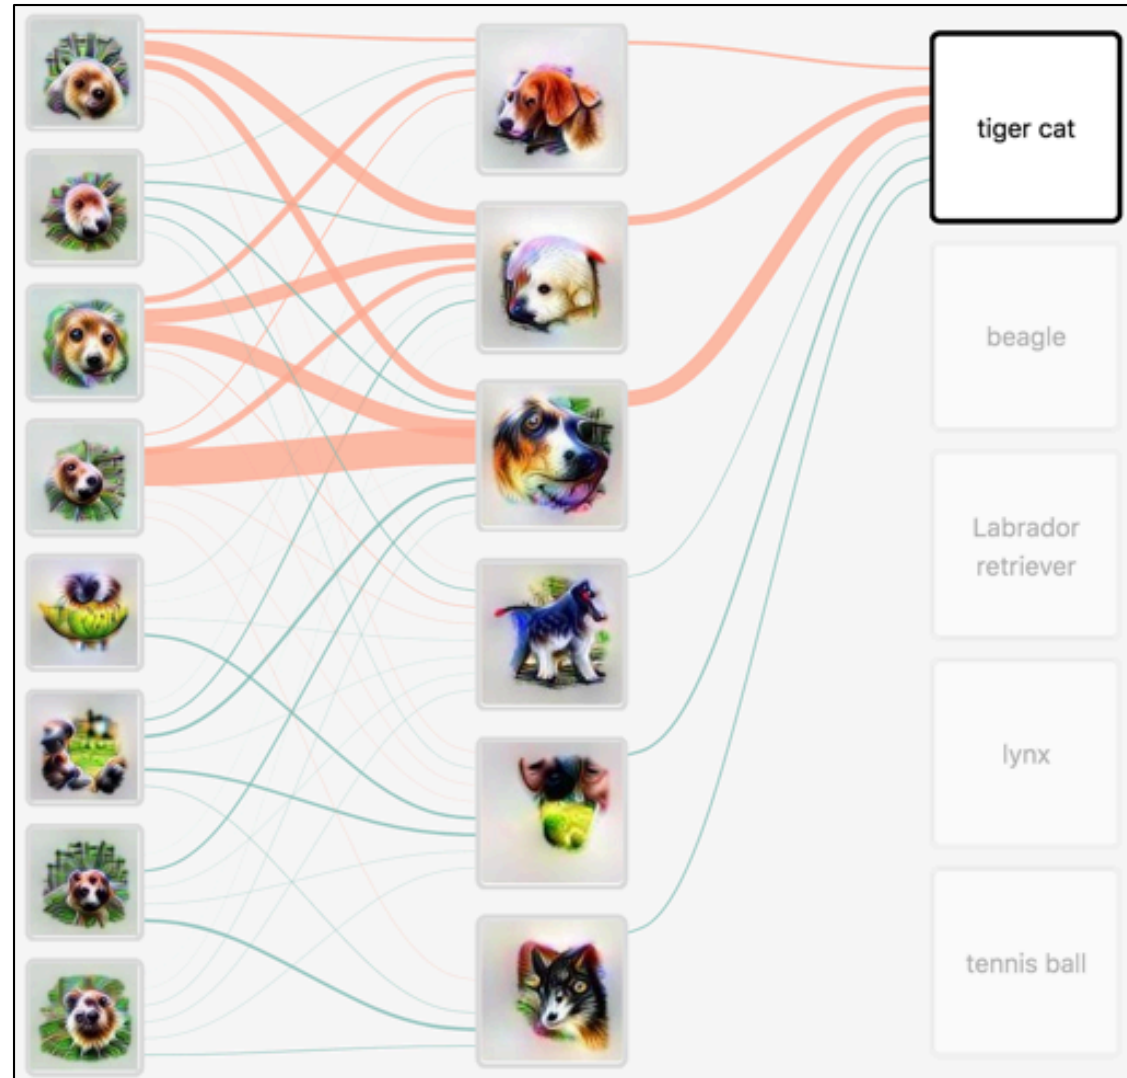 tiger cat
beagle
Labrador
retriever
lynx
tennis ball